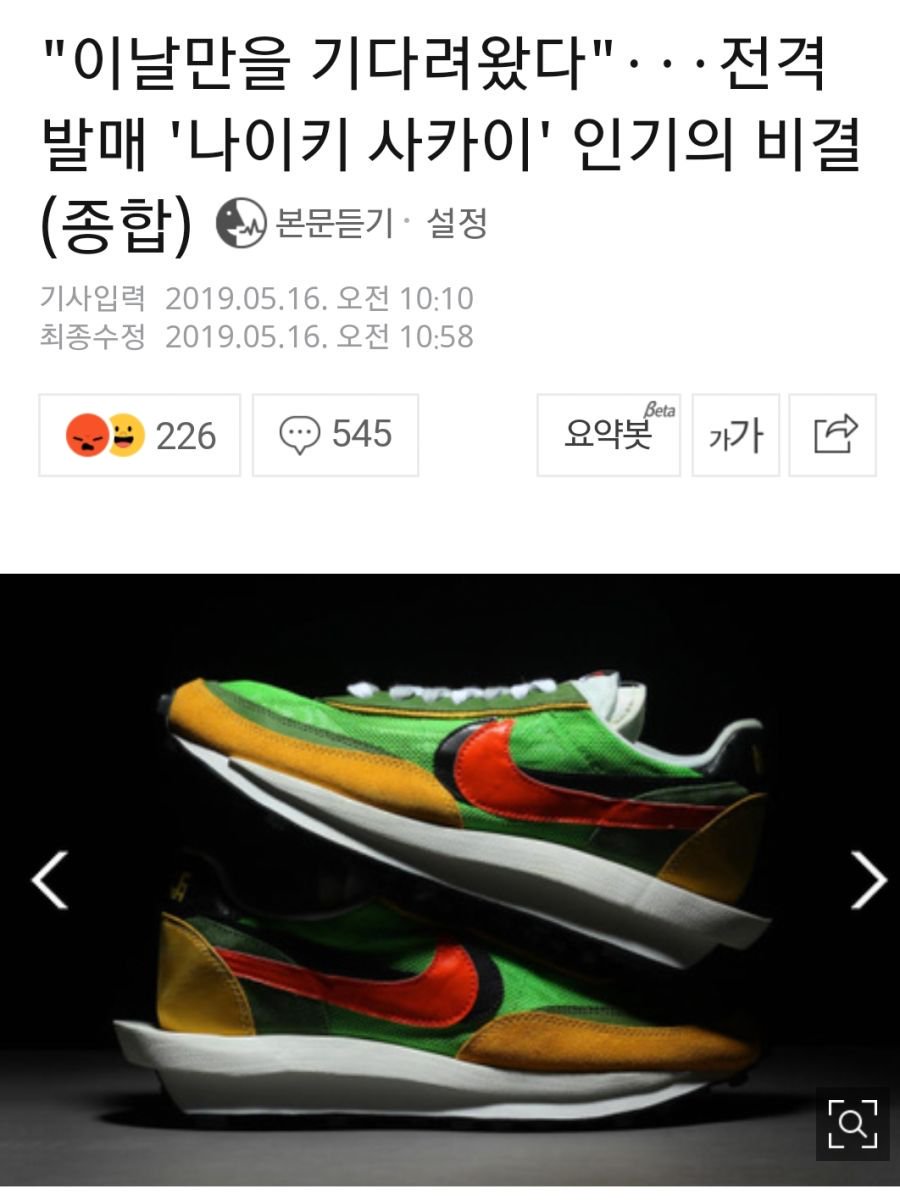 "이날만을 기다려왔다"···전격
발매 '나이키 사카이' 인기의 비결
(종합) 본문듣기 · 설정
기사입력 2019.05.16. 오전 10:10
최종수정 2019.05.16. 오전 10:58
226 545 요약봇 βeta 가가